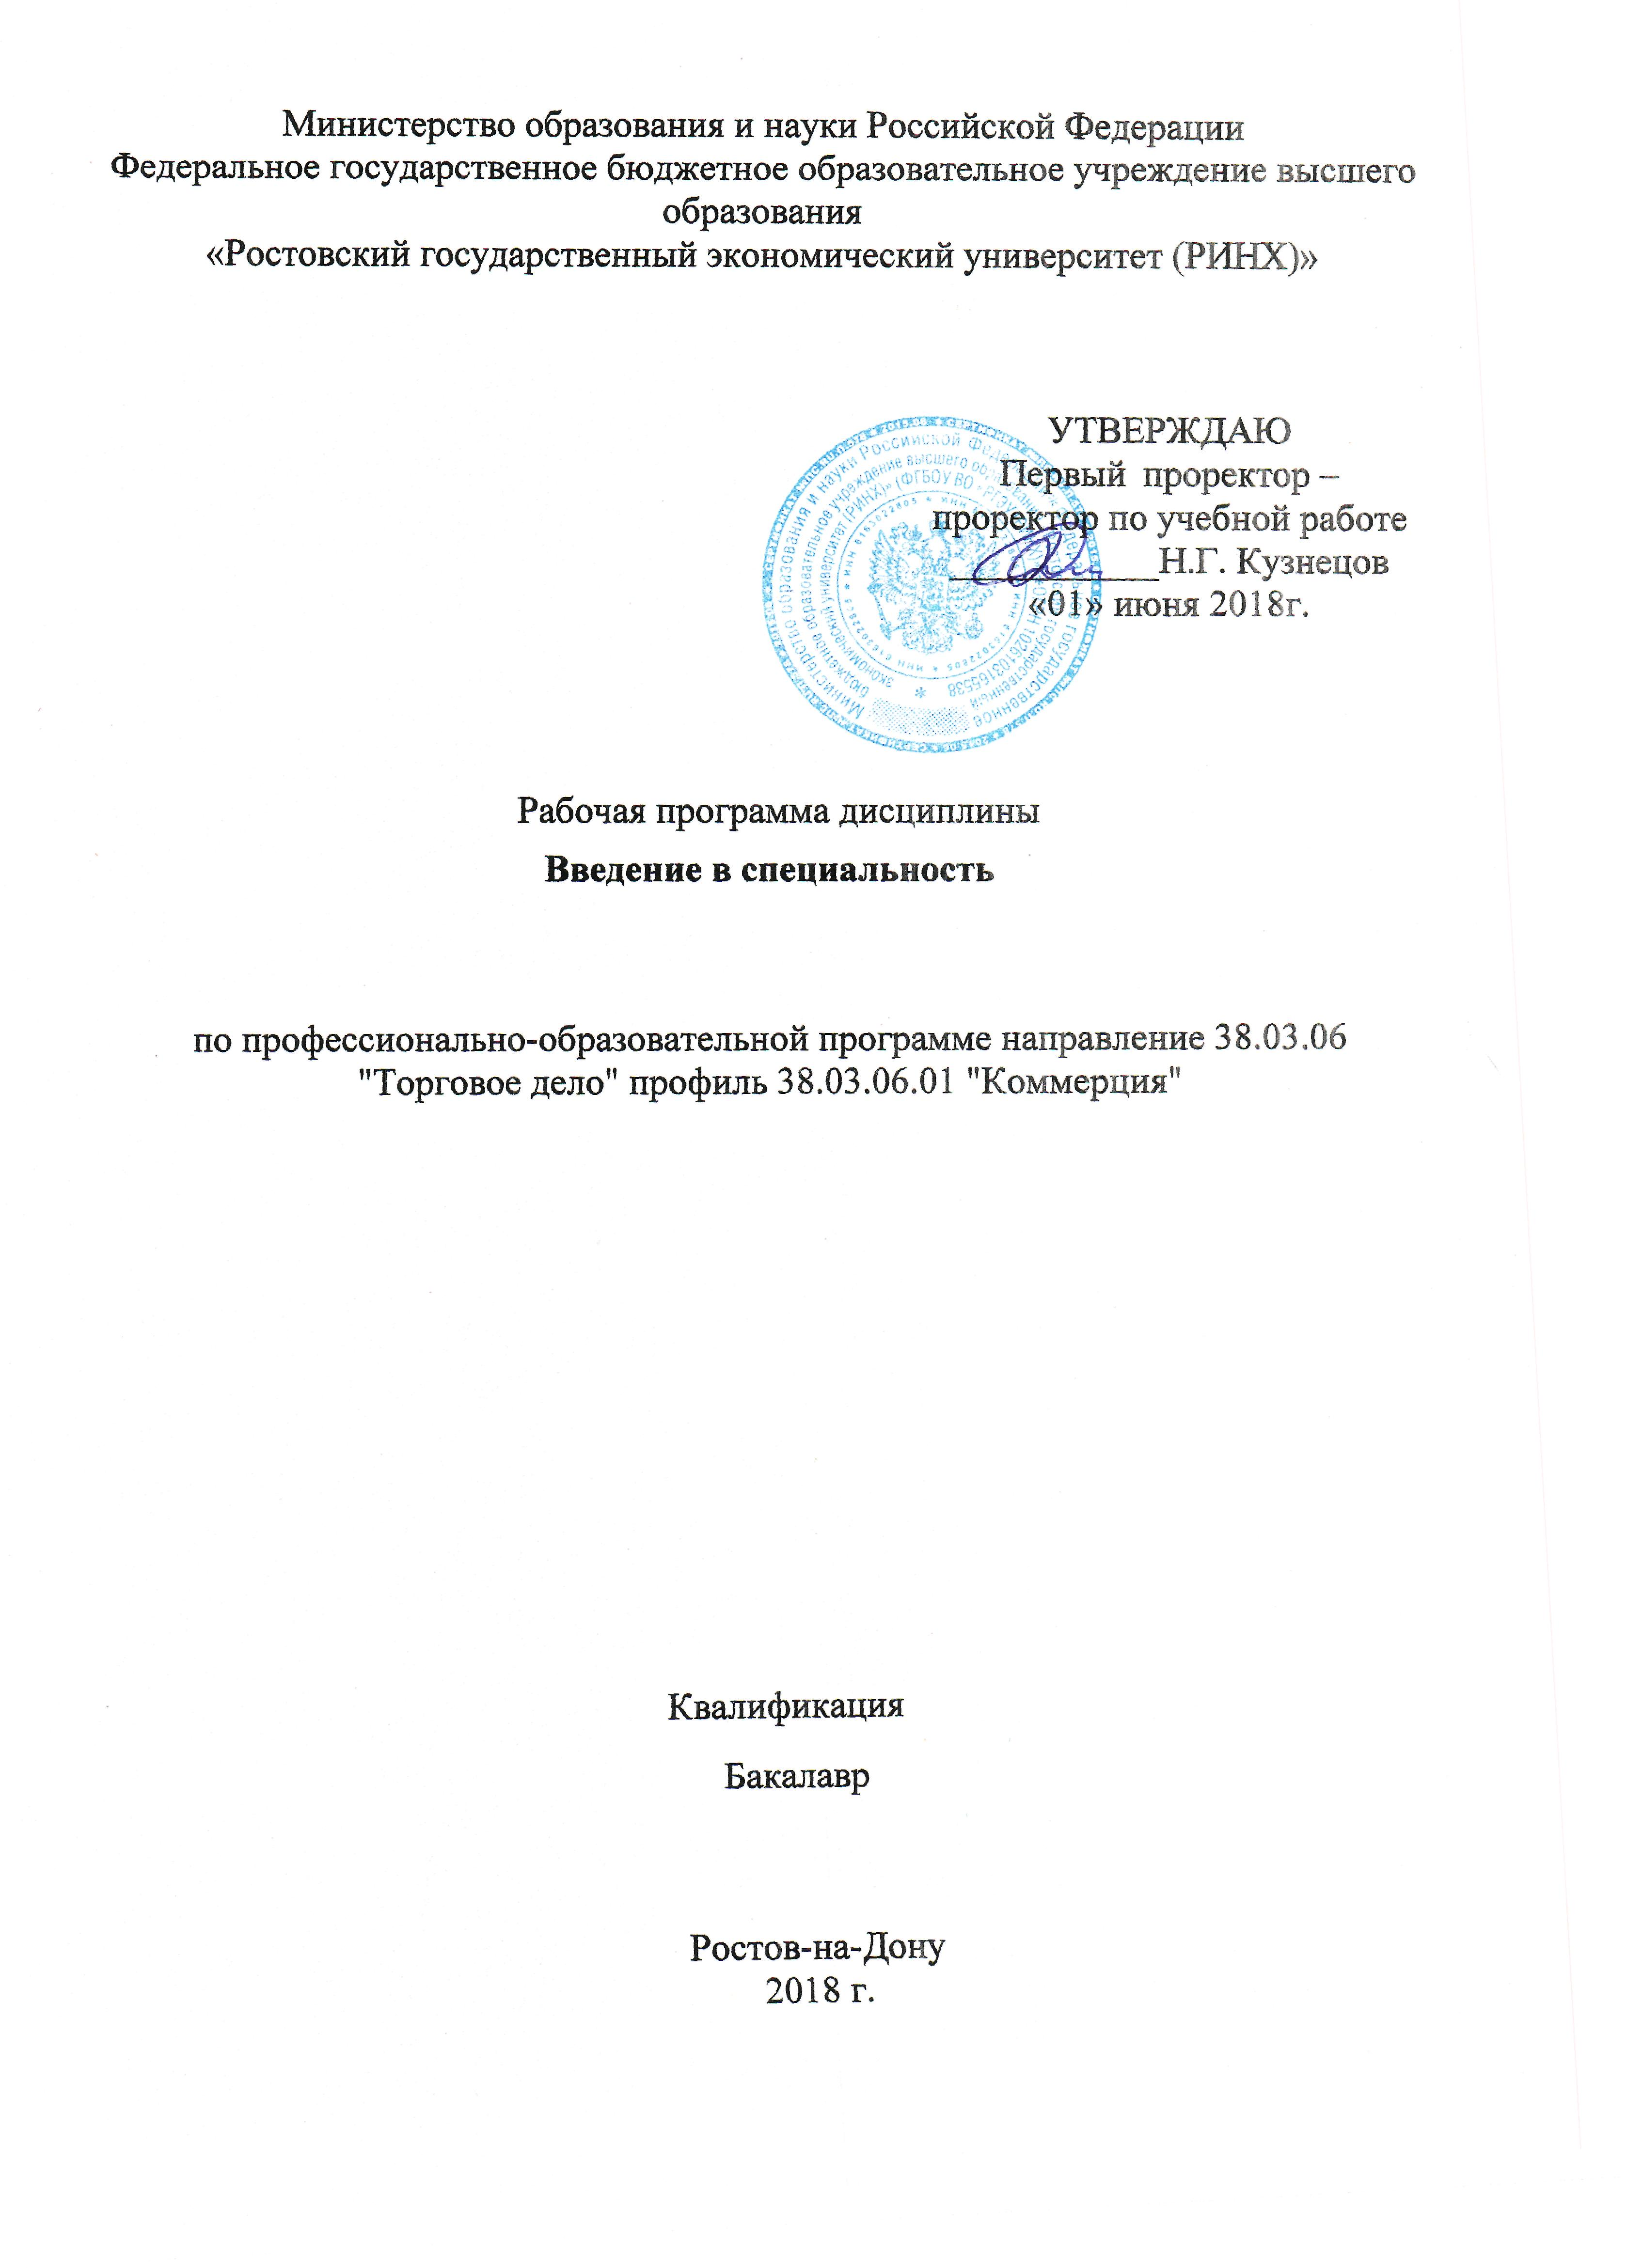 Министерство образования и науки Российской Федерации
Федеральное государственное бюджетное образовательное учреждение высшего
образования
«Ростовский государственный экономический университет (РИНХ)»
УТВЕРЖДАЮ
Первый проректор –
проректор по учебной работе
Н.Г. Кузнецов
«01» июня 2018г.
Рабочая программа дисциплины
Введение в специальность
по профессионально-образовательной программе направление 38.03.06
"Торговое дело" профиль 38.03.06.01 "Коммерция"
Квалификация
Бакалавр
Ростов-на-Дону
2018 г.